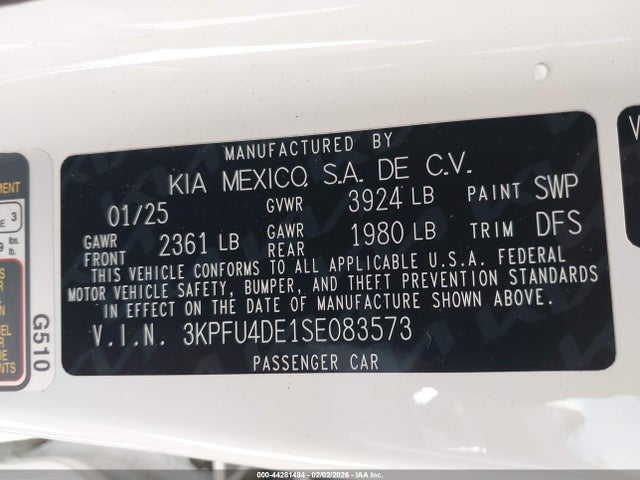 MANUFACTURED BY
KIA MEXICO, S.A. DE C.V.
01/25 GVWR 3924 LB PAINT SWP
GAWR FRONT 2361 LB GAWR REAR 1980 LB TRIM DFS
THIS VEHICLE CONFORMS TO ALL APPLICABLE U.S.A. FEDERAL
MOTOR VEHICLE SAFETY, BUMPER, AND THEFT PREVENTION STANDARDS
IN EFFECT ON THE DATE OF MANUFACTURE SHOWN ABOVE.
V.I.N. 3KPFU4DE1SE083573
PASSENGER CAR
G510
3
lbs.
000-44281484 | 02/02/2026 - IAA Inc.